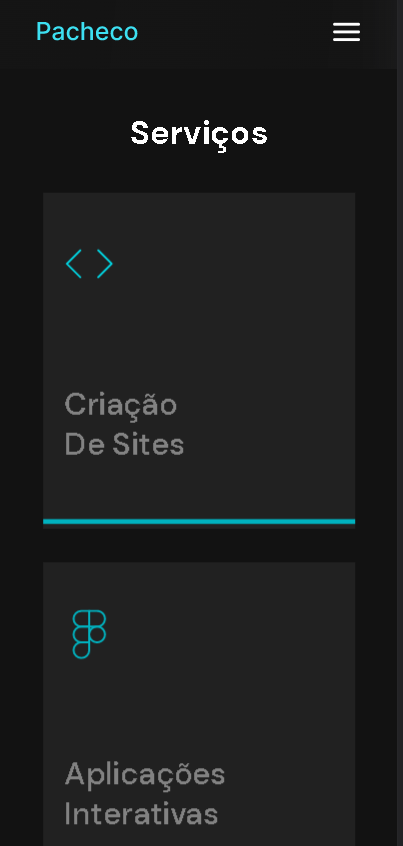 Pacheco
Serviços
Criação
De Sites
Aplicações
Interativas